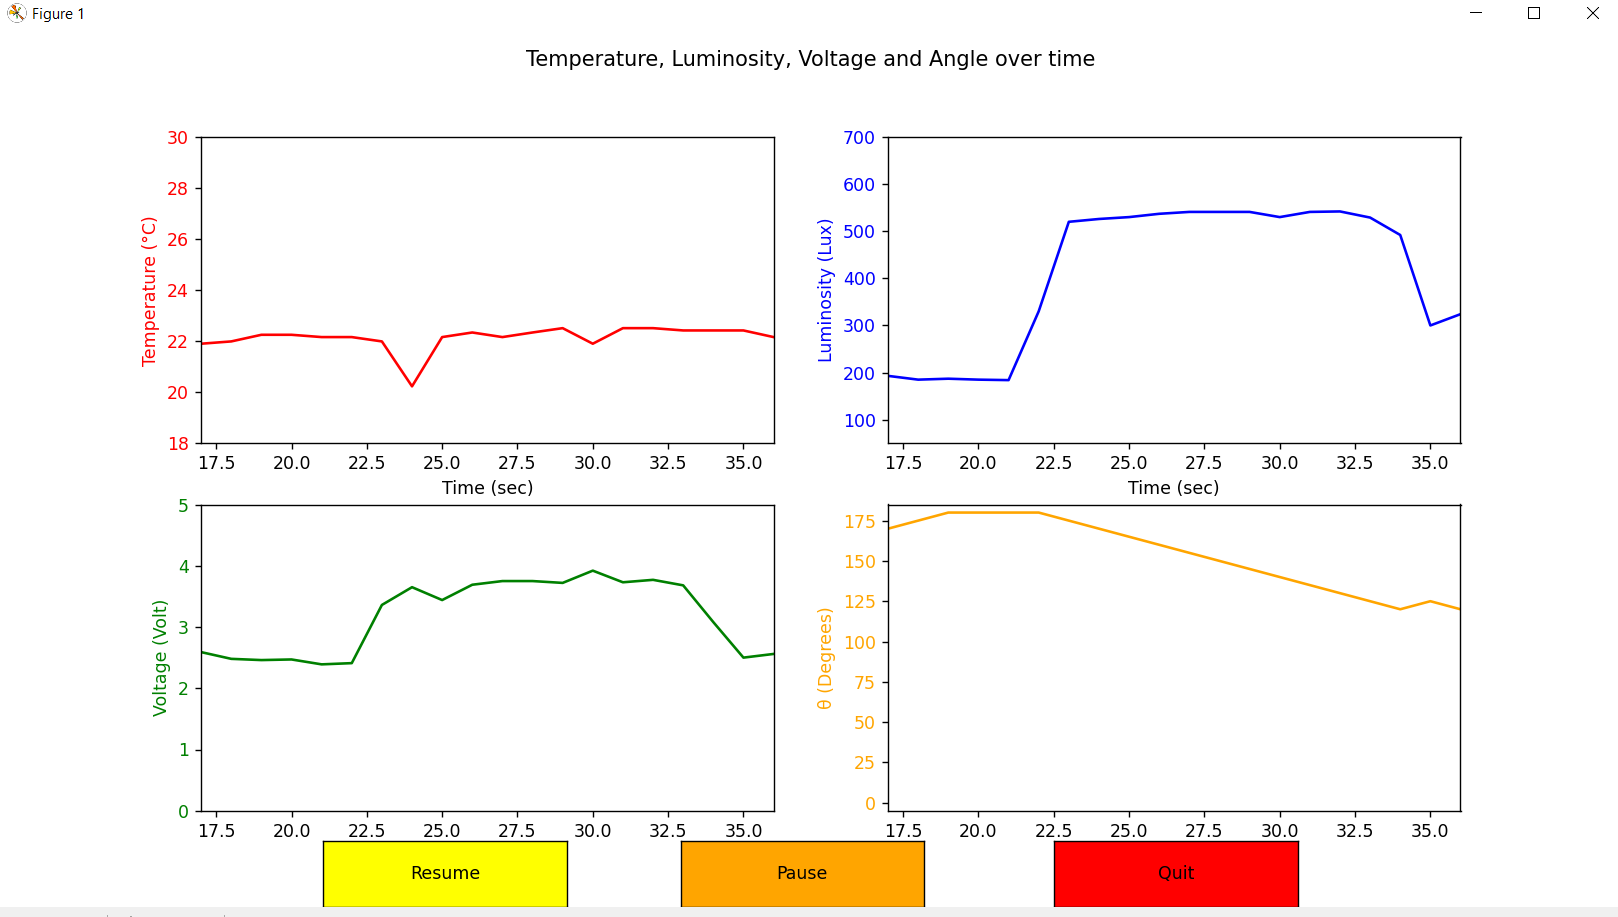 Figure 1
Temperature, Luminosity, Voltage and Angle over time
Temperature (°C)
30
28
26
24
22
20
18
17.5 20.0 22.5 25.0 27.5 30.0 32.5 35.0
Time (sec)
Luminosity (Lux)
700
600
500
400
300
200
100
17.5 20.0 22.5 25.0 27.5 30.0 32.5 35.0
Time (sec)
Voltage (Volt)
5
4
3
2
1
0
17.5 20.0 22.5 25.0 27.5 30.0 32.5 35.0
θ (Degrees)
175
150
125
100
75
50
25
0
17.5 20.0 22.5 25.0 27.5 30.0 32.5 35.0
Resume
Pause
Quit